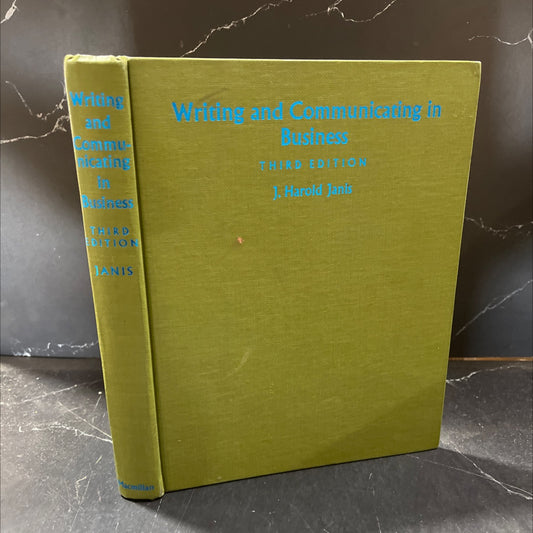 Writing
and
Commu-
nicating
in
Business
THIRD
EDITION
JANIS
Macmillan
Writing and Communicating in
Business
THIRD EDITION
J. Harold Janis